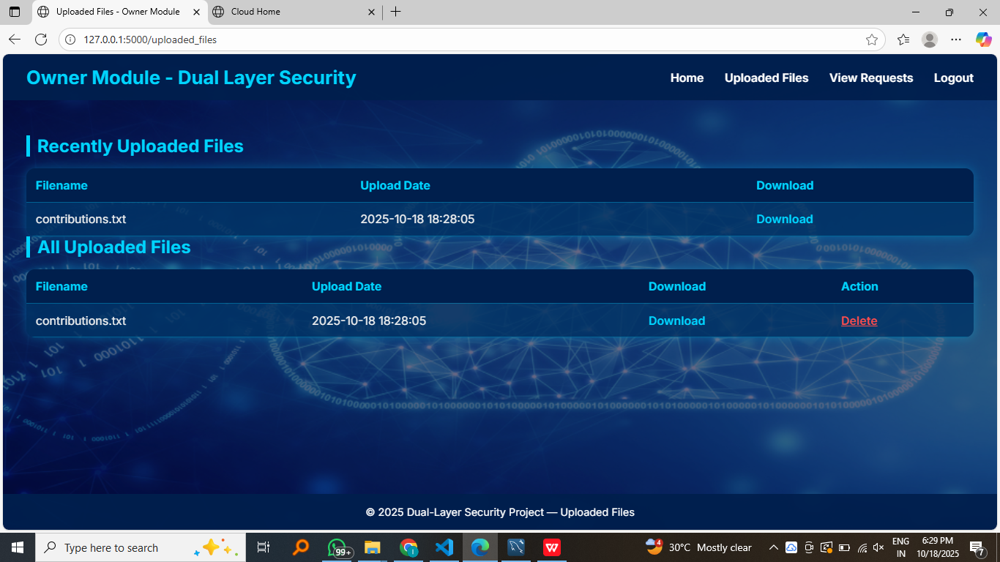 Uploaded Files - Owner Module
Cloud Home
127.0.0.1:5000/uploaded_files
Owner Module - Dual Layer Security
Home Uploaded Files View Requests Logout
Recently Uploaded Files
Filename Upload Date Download
contributions.txt 2025-10-18 18:28:05 Download
All Uploaded Files
Filename Upload Date Download Action
contributions.txt 2025-10-18 18:28:05 Download Delete
© 2025 Dual-Layer Security Project — Uploaded Files
Type here to search
99+
4
30°C Mostly clear
ENG
IN
6:29 PM
10/18/2025
7